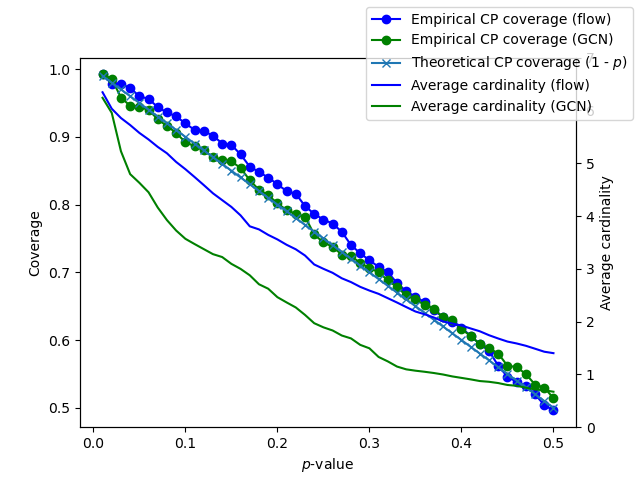 Empirical CP coverage (flow)
Empirical CP coverage (GCN)
Theoretical CP coverage (1 - p)
Average cardinality (flow)
Average cardinality (GCN)
1.0
0.9
0.8
0.7
0.6
0.5
Coverage
7
6
5
4
3
2
1
0
Average cardinality
0.0 0.1 0.2 0.3 0.4 0.5
p-value